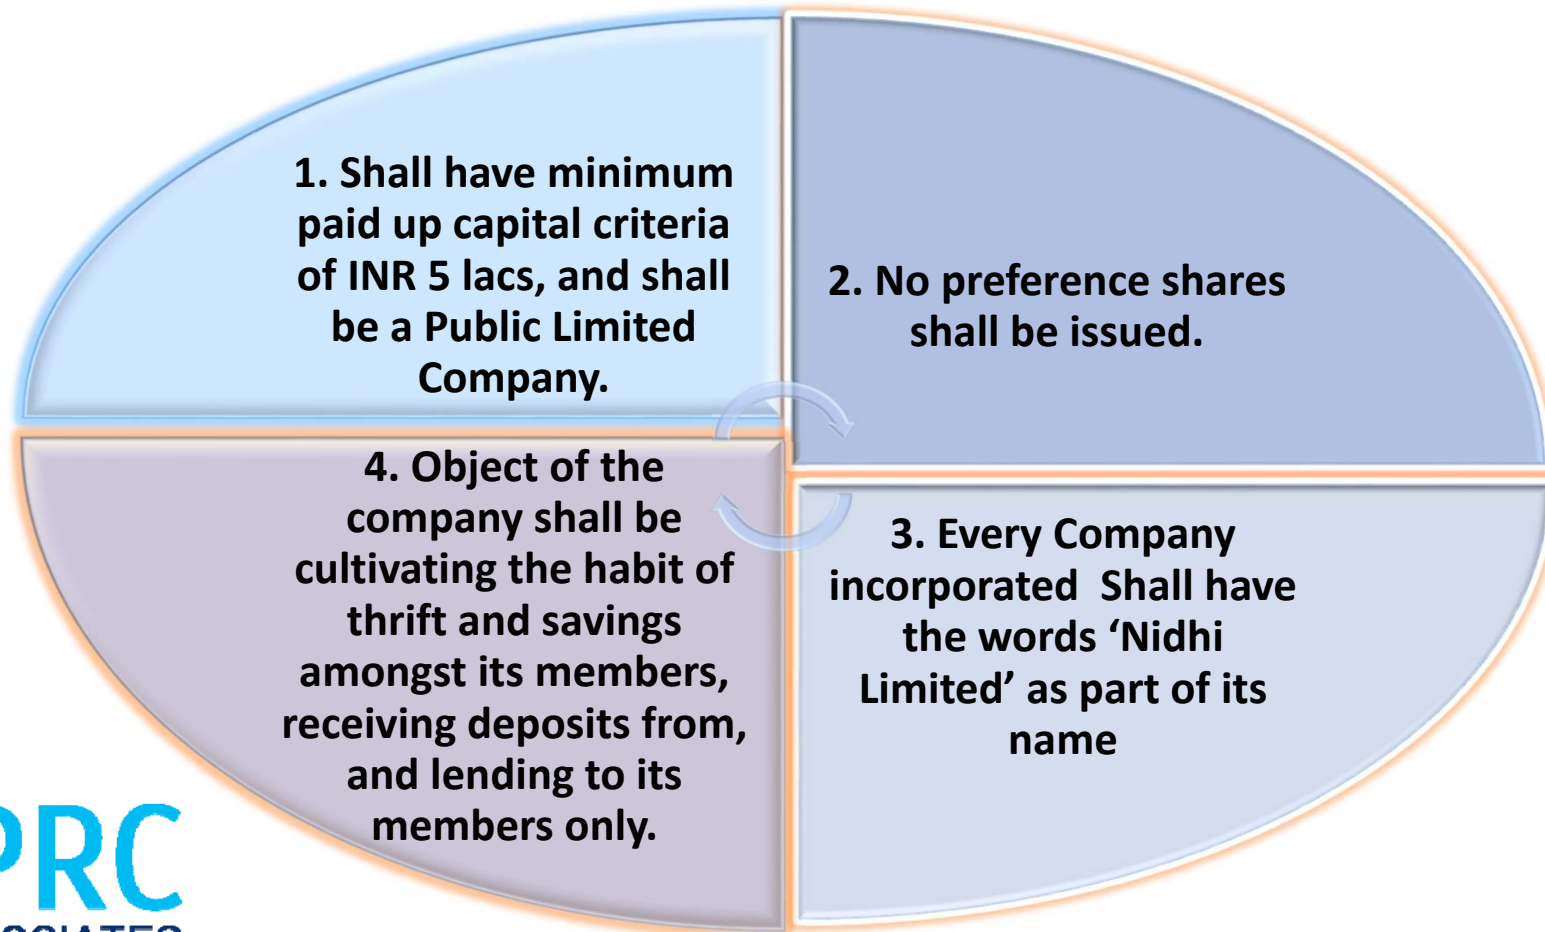 1. Shall have minimum
paid up capital criteria
of INR 5 lacs, and shall
be a Public Limited
Company.
2. No preference shares
shall be issued.
3. Every Company
incorporated  Shall have
the words ‘Nidhi
Limited’ as part of its
name
4. Object of the
company shall be
cultivating the habit of
thrift and savings
amongst its members,
receiving deposits from,
and lending to its
members only.
PRC